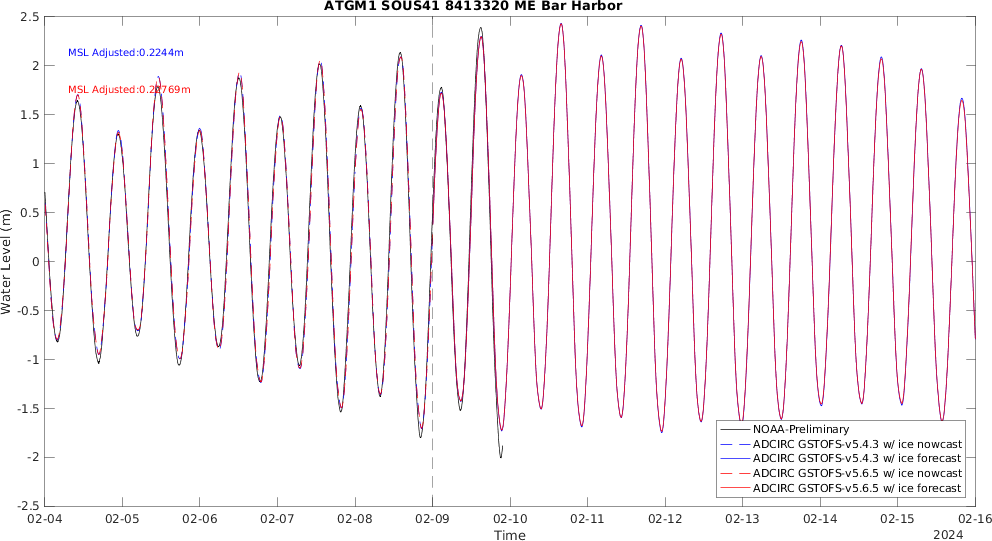 ATGM1 SOUS41 8413320 ME Bar Harbor
2.5
2
1.5
1
0.5
0
-0.5
-1
-1.5
-2
-2.5
Water Level (m)
MSL Adjusted:0.2244m
MSL Adjusted:0.22769m
NOAA-Preliminary
ADCIRC GSTOFS-v5.4.3 w/ ice nowcast
ADCIRC GSTOFS-v5.4.3 w/ ice forecast
ADCIRC GSTOFS-v5.6.5 w/ ice nowcast
ADCIRC GSTOFS-v5.6.5 w/ ice forecast
02-04 02-05 02-06 02-07 02-08 02-09 02-10 02-11 02-12 02-13 02-14 02-15 02-16
Time
2024